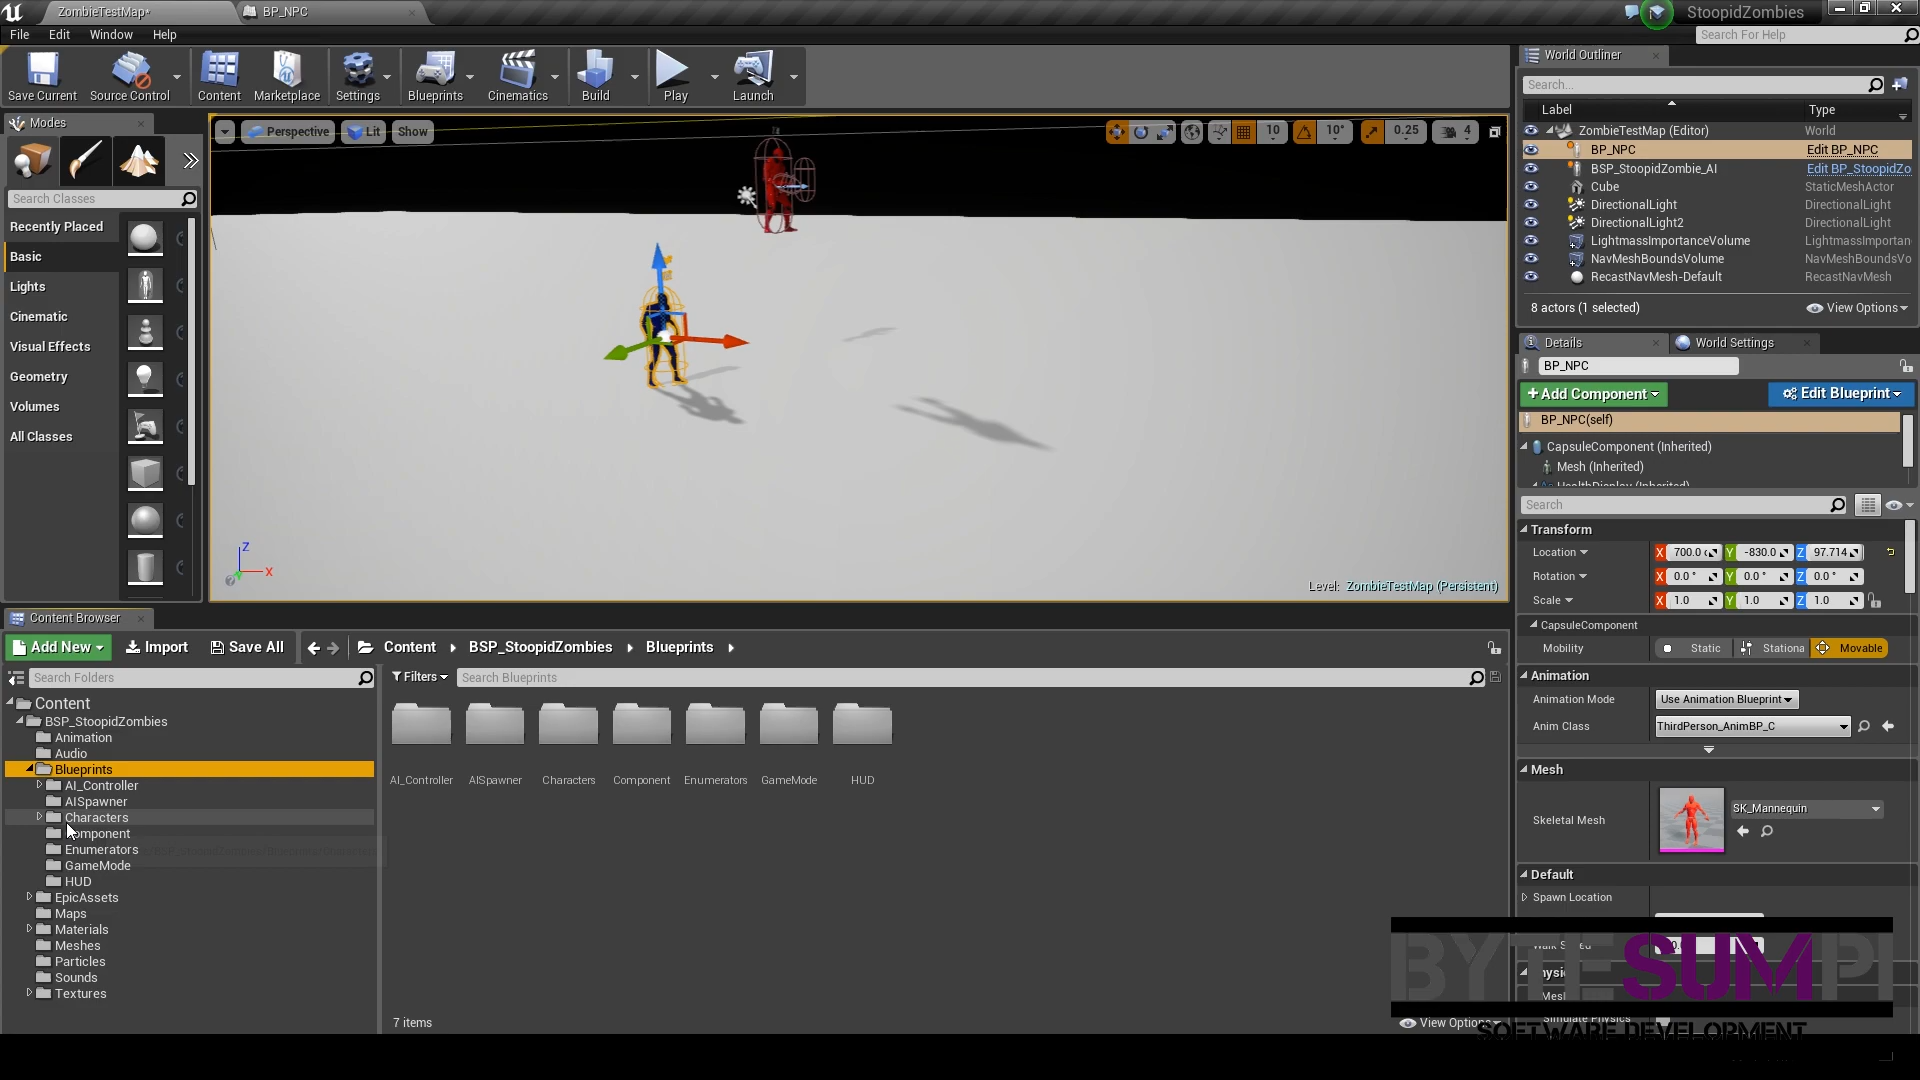 ZombieTestMap*
BP_NPC
StoopidZombies
File Edit Window Help
Search For Help
Save Current
Source Control
Content
Marketplace
Settings
Blueprints
Cinematics
Build
Play
Launch
Modes
Search Classes
Recently Placed
Basic
Lights
Cinematic
Visual Effects
Geometry
Volumes
All Classes
Perspective
Lit
Show
10
10°
0.25
4
Z
X
Level: ZombieTestMap (Persistent)
World Outliner
Search...
Label Type
ZombieTestMap (Editor) World
BP_NPC Edit BP_NPC
BSP_StoopidZombie_AI Edit BP_StoopidZo
Cube StaticMeshActor
DirectionalLight DirectionalLight
DirectionalLight2 DirectionalLight
LightmassImportanceVolume LightmassImportan
NavMeshBoundsVolume NavMeshBoundsVo
RecastNavMesh-Default RecastNavMesh
8 actors (1 selected)
View Options
Details
World Settings
BP_NPC
+Add Component
Edit Blueprint
BP_NPC(self)
CapsuleComponent (Inherited)
Mesh (Inherited)
HealthDisplay (Inherited)
Search
Transform
Location X 700.0 Y -830.0 Z 97.714
Rotation X 0.0 ° Y 0.0 ° Z 0.0 °
Scale X 1.0 Y 1.0 Z 1.0
CapsuleComponent
Mobility Static Stationa Movable
Animation
Animation Mode Use Animation Blueprint
Anim Class ThirdPerson_AnimBP_C
Mesh
Skeletal Mesh SK_Mannequin
Default
Spawn Location
Simulate Physics
Content Browser
Add New
Import
Save All
Content
BSP_StoopidZombies
Blueprints
Search Folders
Filters
Search Blueprints
Content
BSP_StoopidZombies
Animation
Audio
Blueprints
AI_Controller
AISpawner
Characters
Component
Enumerators
GameMode
HUD
EpicAssets
Maps
Materials
Meshes
Particles
Sounds
Textures
AI_Controller
AISpawner
Characters
Component
Enumerators
GameMode
HUD
7 items
View Options
BYTESUMPI
SOFTWARE DEVELOPMENT